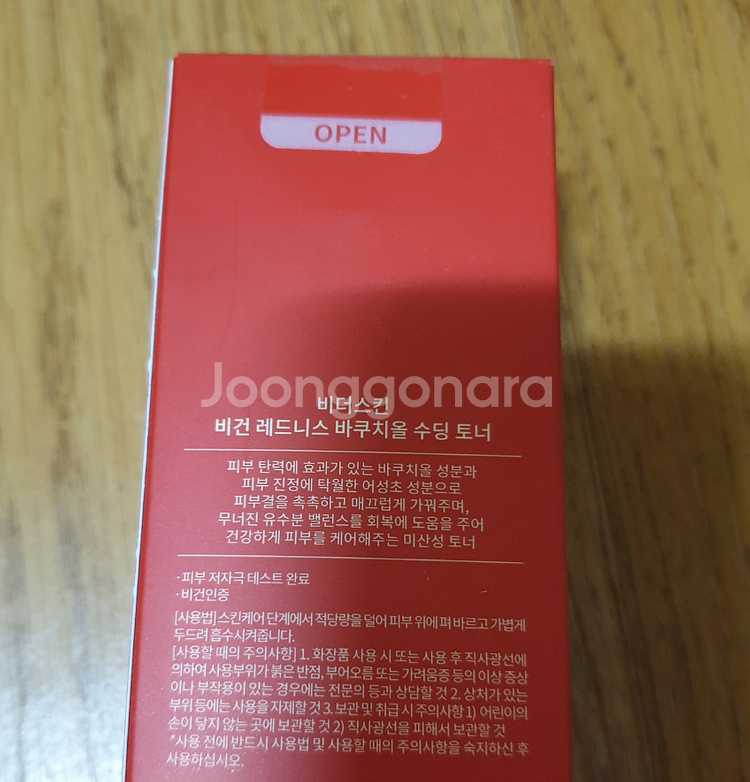 OPEN
Joonggonara
비더스킨
비건 레드니스 바쿠치올 수딩 토너
피부 탄력에 효과가 있는 바쿠치올 성분과
피부 진정에 탁월한 어성초 성분으로
피부결을 촉촉하고 매끄럽게 가꿔주며,
무너진 유수분 밸런스를 회복에 도움을 주어
건강하게 피부를 케어해주는 미산성 토너
·피부 저자극 테스트 완료
·비건인증
[사용법] 스킨케어 단계에서 적당량을 덜어 피부 위에 펴 바르고 가볍게
두드려 흡수시켜줍니다.
[사용할 때의 주의사항] 1. 화장품 사용 시 또는 사용 후 직사광선에
의하여 사용부위가 붉은 반점, 부어오름 또는 가려움증 등의 이상 증상
이나 부작용이 있는 경우에는 전문의 등과 상담할 것 2. 상처가 있는
부위 등에는 사용을 자제할 것 3. 보관 및 취급 시 주의사항 1) 어린이의
손이 닿지 않는 곳에 보관할 것 2) 직사광선을 피해서 보관할 것
*사용 전에 반드시 사용법 및 사용할 때의 주의사항을 숙지하신 후
사용하십시오.